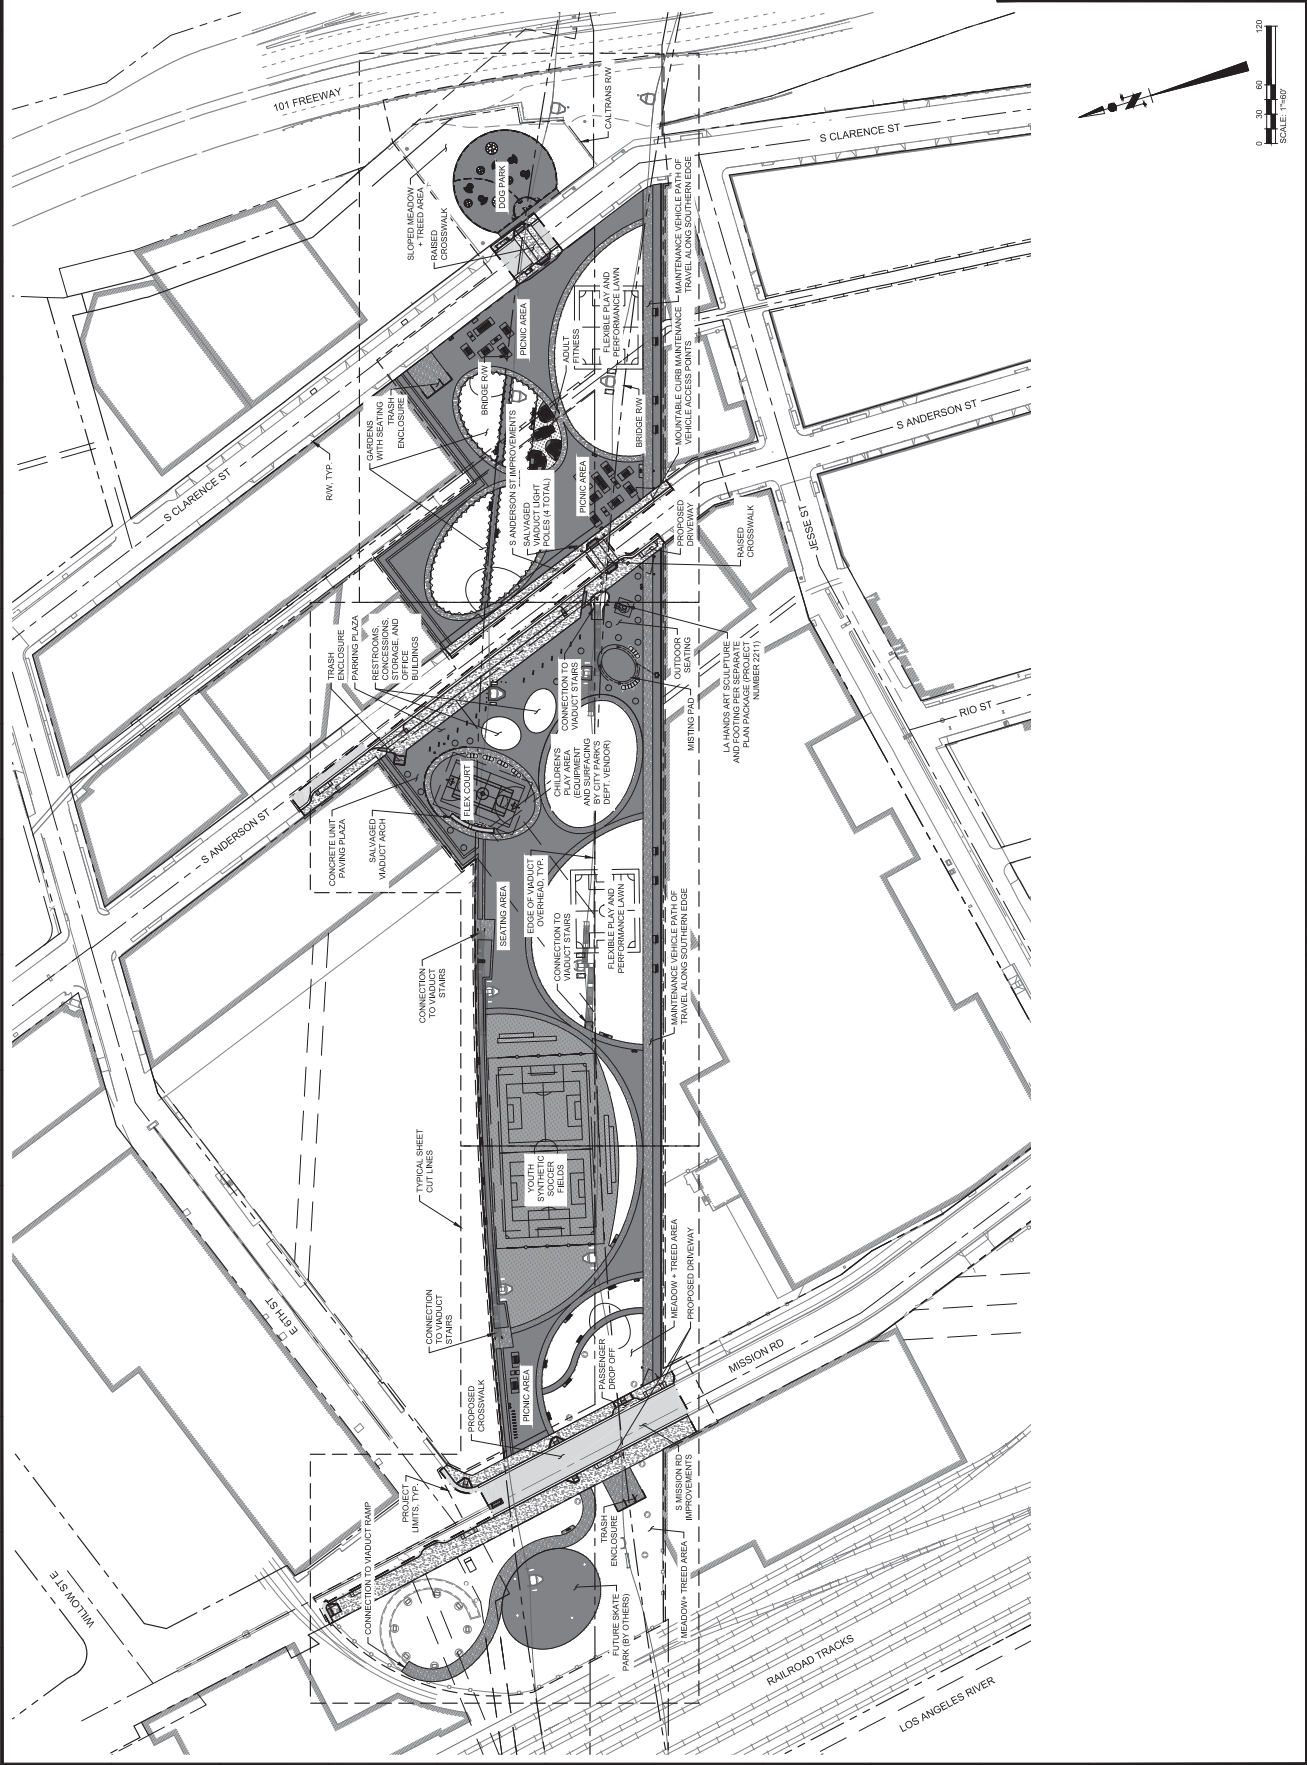 101 FREEWAY
CALTRANS R/W
S CLARENCE ST
0
30
60
120
SCALE: 1"=60'
N
SLOPED MEADOW
+ TREED AREA
RAISED
CROSSWALK
DOG PARK
MAINTENANCE VEHICLE PATH OF
TRAVEL ALONG SOUTHERN EDGE
FLEXIBLE PLAY AND
PERFORMANCE LAWN
PICNIC AREA
ADULT
FITNESS
BRIDGE R/W
BRIDGE R/W
MOUNTABLE CURB MAINTENANCE
VEHICLE ACCESS POINTS
GARDENS
WITH SEATING
TRASH
ENCLOSURE
R/W, TYP.
S CLARENCE ST
S ANDERSON ST IMPROVEMENTS
SALVAGED
VIADUCT LIGHT
POLES (4 TOTAL)
PICNIC AREA
S ANDERSON ST
JESSE ST
PROPOSED
DRIVEWAY
RAISED
CROSSWALK
TRASH
ENCLOSURE
PARKING PLAZA
RESTROOMS,
CONCESSIONS,
STORAGE, AND
OFFICE
BUILDINGS
CONNECTION TO
VIADUCT STAIRS
OUTDOOR
SEATING
MISTING PAD
LA HANDS ART SCULPTURE
AND FOOTING PER SEPARATE
PLAN PACKAGE (PROJECT
NUMBER 2211)
RIO ST
S ANDERSON ST
CONCRETE UNIT
PAVING PLAZA
SALVAGED
VIADUCT ARCH
FLEX COURT
CHILDREN'S
PLAY AREA
(EQUIPMENT
AND SURFACING
BY CITY PARK'S
DEPT. VENDOR)
SEATING AREA
EDGE OF VIADUCT
OVERHEAD, TYP.
CONNECTION TO
VIADUCT STAIRS
FLEXIBLE PLAY AND
PERFORMANCE LAWN
MAINTENANCE VEHICLE PATH OF
TRAVEL ALONG SOUTHERN EDGE
CONNECTION
TO VIADUCT
STAIRS
TYPICAL SHEET
CUT LINES
YOUTH
SYNTHETIC
SOCCER
FIELDS
E 6TH ST
CONNECTION
TO VIADUCT
STAIRS
MEADOW + TREED AREA
PROPOSED DRIVEWAY
PASSENGER
DROP OFF
PICNIC AREA
PROPOSED
CROSSWALK
MISSION RD
PROJECT
LIMITS, TYP.
CONNECTION TO VIADUCT RAMP
S MISSION RD
IMPROVEMENTS
TRASH
ENCLOSURE
MEADOW+ TREED AREA
FUTURE SKATE
PARK (BY OTHERS)
WILLOW ST E
RAILROAD TRACKS
LOS ANGELES RIVER